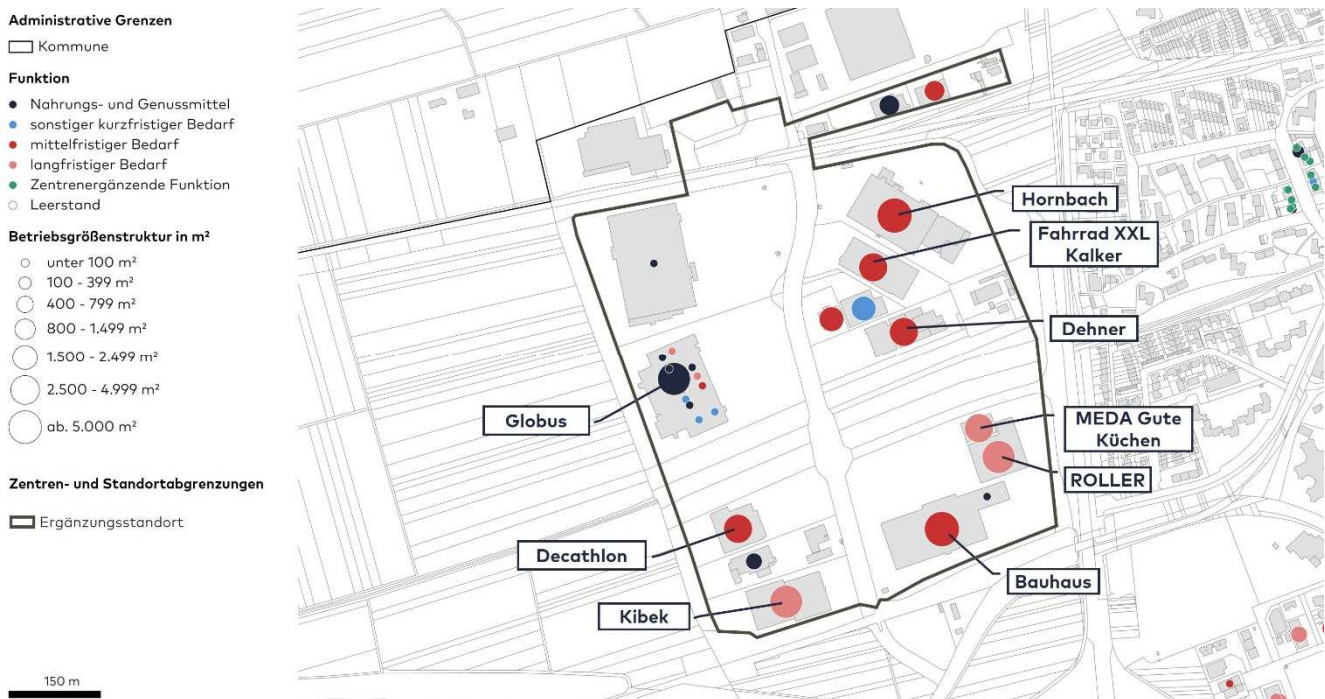 Administrative Grenzen
Kommune
Funktion
Nahrungs- und Genussmittel
sonstiger kurzfristiger Bedarf
mittelfristiger Bedarf
langfristiger Bedarf
Zentrenergänzende Funktion
Leerstand
Betriebsgrößenstruktur in m²
unter 100 m²
100 - 399 m²
400 - 799 m²
800 - 1.499 m²
1.500 - 2.499 m²
2.500 - 4.999 m²
ab. 5.000 m²
Zentren- und Standortabgrenzungen
Ergänzungsstandort
150 m
Hornbach
Fahrrad XXL
Kalker
Dehner
Globus
MEDA Gute
Küchen
ROLLER
Decathlon
Bauhaus
Kibek